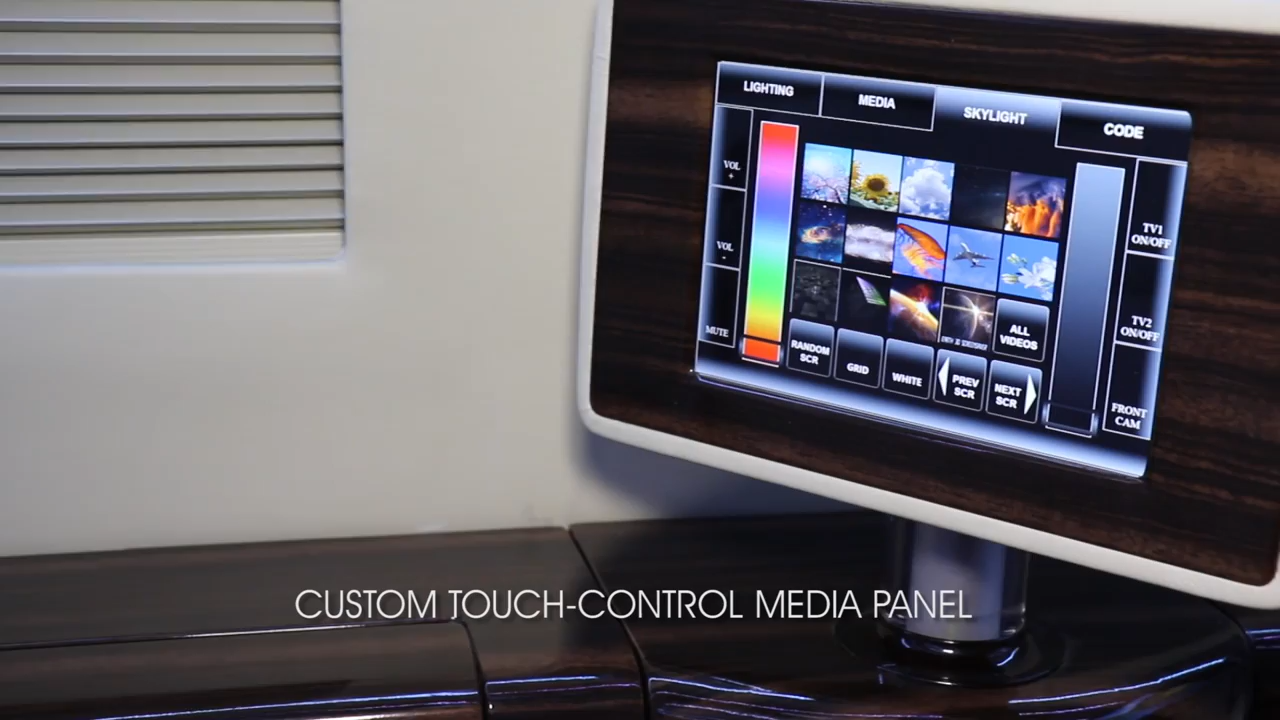 LIGHTING
MEDIA
SKYLIGHT
CODE
VOL
+
VOL
-
MUTE
TV1
ON/OFF
TV2
ON/OFF
FRONT
CAM
ALL
VIDEOS
RANDOM
SCR
GRID
WHITE
PREV
SCR
NEXT
SCR
CUSTOM TOUCH-CONTROL MEDIA PANEL